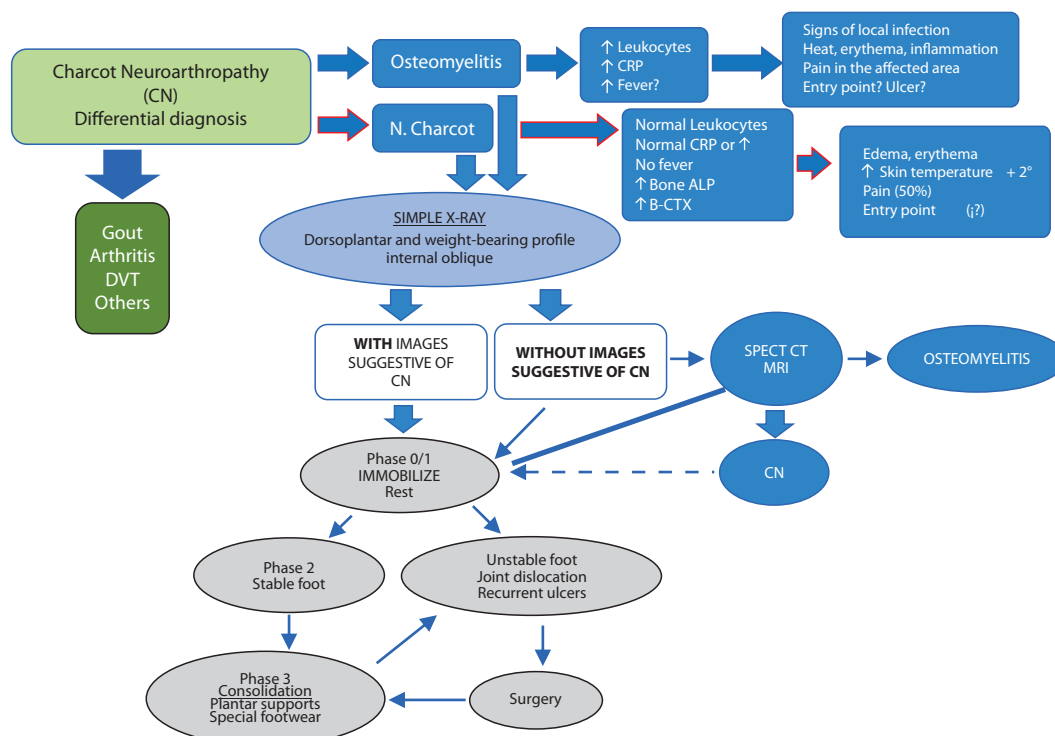 Charcot Neuroarthropathy
(CN)
Differential diagnosis
Osteomyelitis
↑ Leukocytes
↑ CRP
↑ Fever?
Signs of local infection
Heat, erythema, inflammation
Pain in the affected area
Entry point? Ulcer?
N. Charcot
Normal Leukocytes
Normal CRP or ↑
No fever
↑ Bone ALP
↑ B-CTX
Edema, erythema
↑ Skin temperature + 2°
Pain (50%)
Entry point (¡?)
Gout
Arthritis
DVT
Others
SIMPLE X-RAY
Dorsoplantar and weight-bearing profile
internal oblique
WITH IMAGES
SUGGESTIVE OF
CN
WITHOUT IMAGES
SUGGESTIVE OF CN
SPECT CT
MRI
OSTEOMYELITIS
Phase 0/1
IMMOBILIZE
Rest
CN
Phase 2
Stable foot
Unstable foot
Joint dislocation
Recurrent ulcers
Phase 3
Consolidation
Plantar supports
Special footwear
Surgery